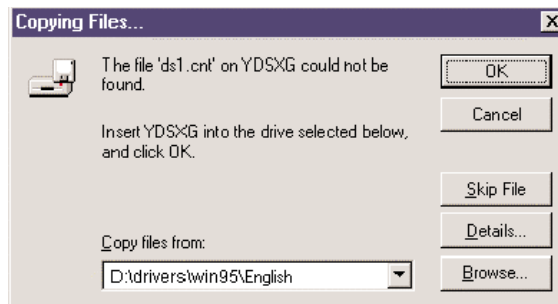 Copying Files...
The file 'ds1.cnt' on YDSXG could not be
found.
OK
Cancel
Insert YDSXG into the drive selected below,
and click OK.
Skip File
Details...
Copy files from:
D:\drivers\win95\English
Browse...